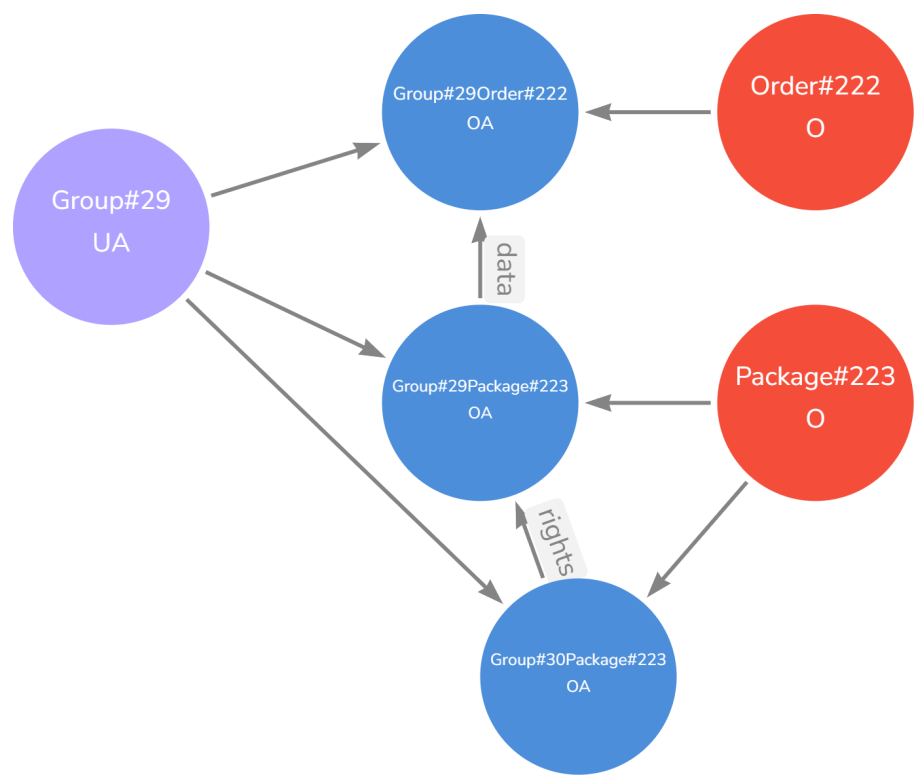 Group#29Order#222
OA
Order#222
O
Group#29
UA
data
Group#29Package#223
OA
Package#223
O
rights
Group#30Package#223
OA